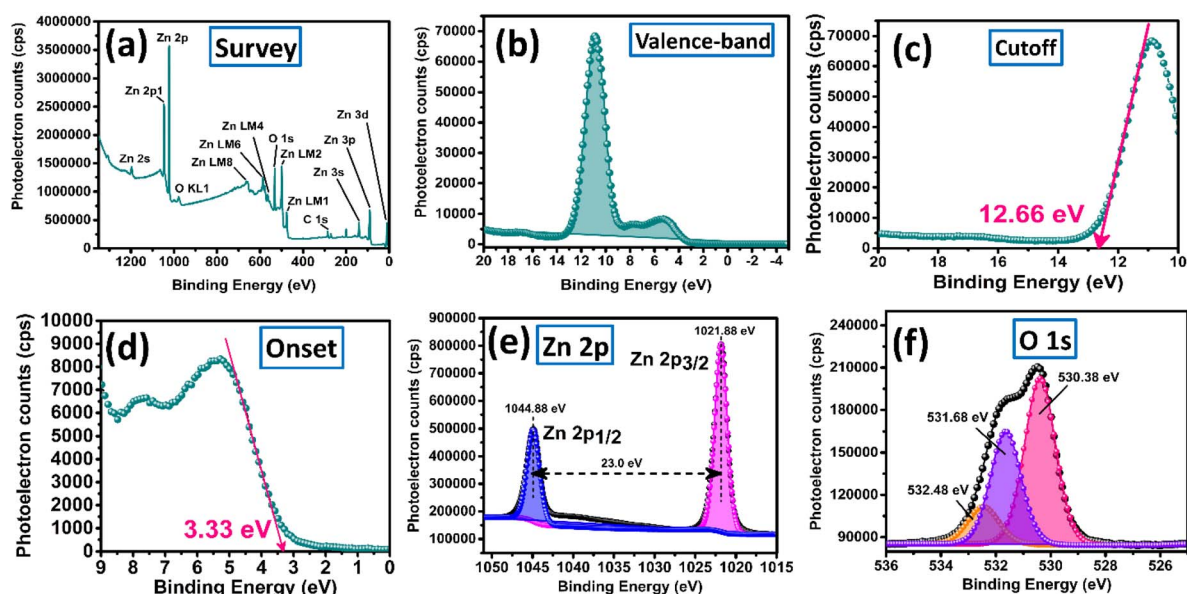 (a)
Survey
Photoelectron counts (cps)
4000000
3500000
3000000
2500000
2000000
1500000
1000000
500000
0
Zn 2p
Zn 2p1
Zn 2s
O KL1
Zn LM8
Zn LM6
Zn LM4
O 1s
Zn LM2
Zn LM1
C 1s
Zn 3s
Zn 3p
Zn 3d
1200 1000 800 600 400 200 0
Binding Energy (eV)
(b)
Valence-band
Photoelectron counts (cps)
70000
60000
50000
40000
30000
20000
10000
0
20 18 16 14 12 10 8 6 4 2 0 -2 -4
Binding Energy (eV)
(c)
Cutoff
Photoelectron counts (cps)
70000
60000
50000
40000
30000
20000
10000
0
12.66 eV
20 18 16 14 12 10
Binding Energy (eV)
(d)
Onset
Photoelectron counts (cps)
10000
9000
8000
7000
6000
5000
4000
3000
2000
1000
0
3.33 eV
9 8 7 6 5 4 3 2 1 0
Binding Energy (eV)
(e)
Zn 2p
Photoelectron counts (cps)
900000
800000
700000
600000
500000
400000
300000
200000
100000
1021.88 eV
Zn 2p3/2
1044.88 eV
Zn 2p1/2
23.0 eV
1050 1045 1040 1035 1030 1025 1020 1015
Binding Energy (eV)
(f)
O 1s
Photoelectron counts (cps)
240000
210000
180000
150000
120000
90000
530.38 eV
531.68 eV
532.48 eV
536 534 532 530 528 526
Binding Energy (eV)